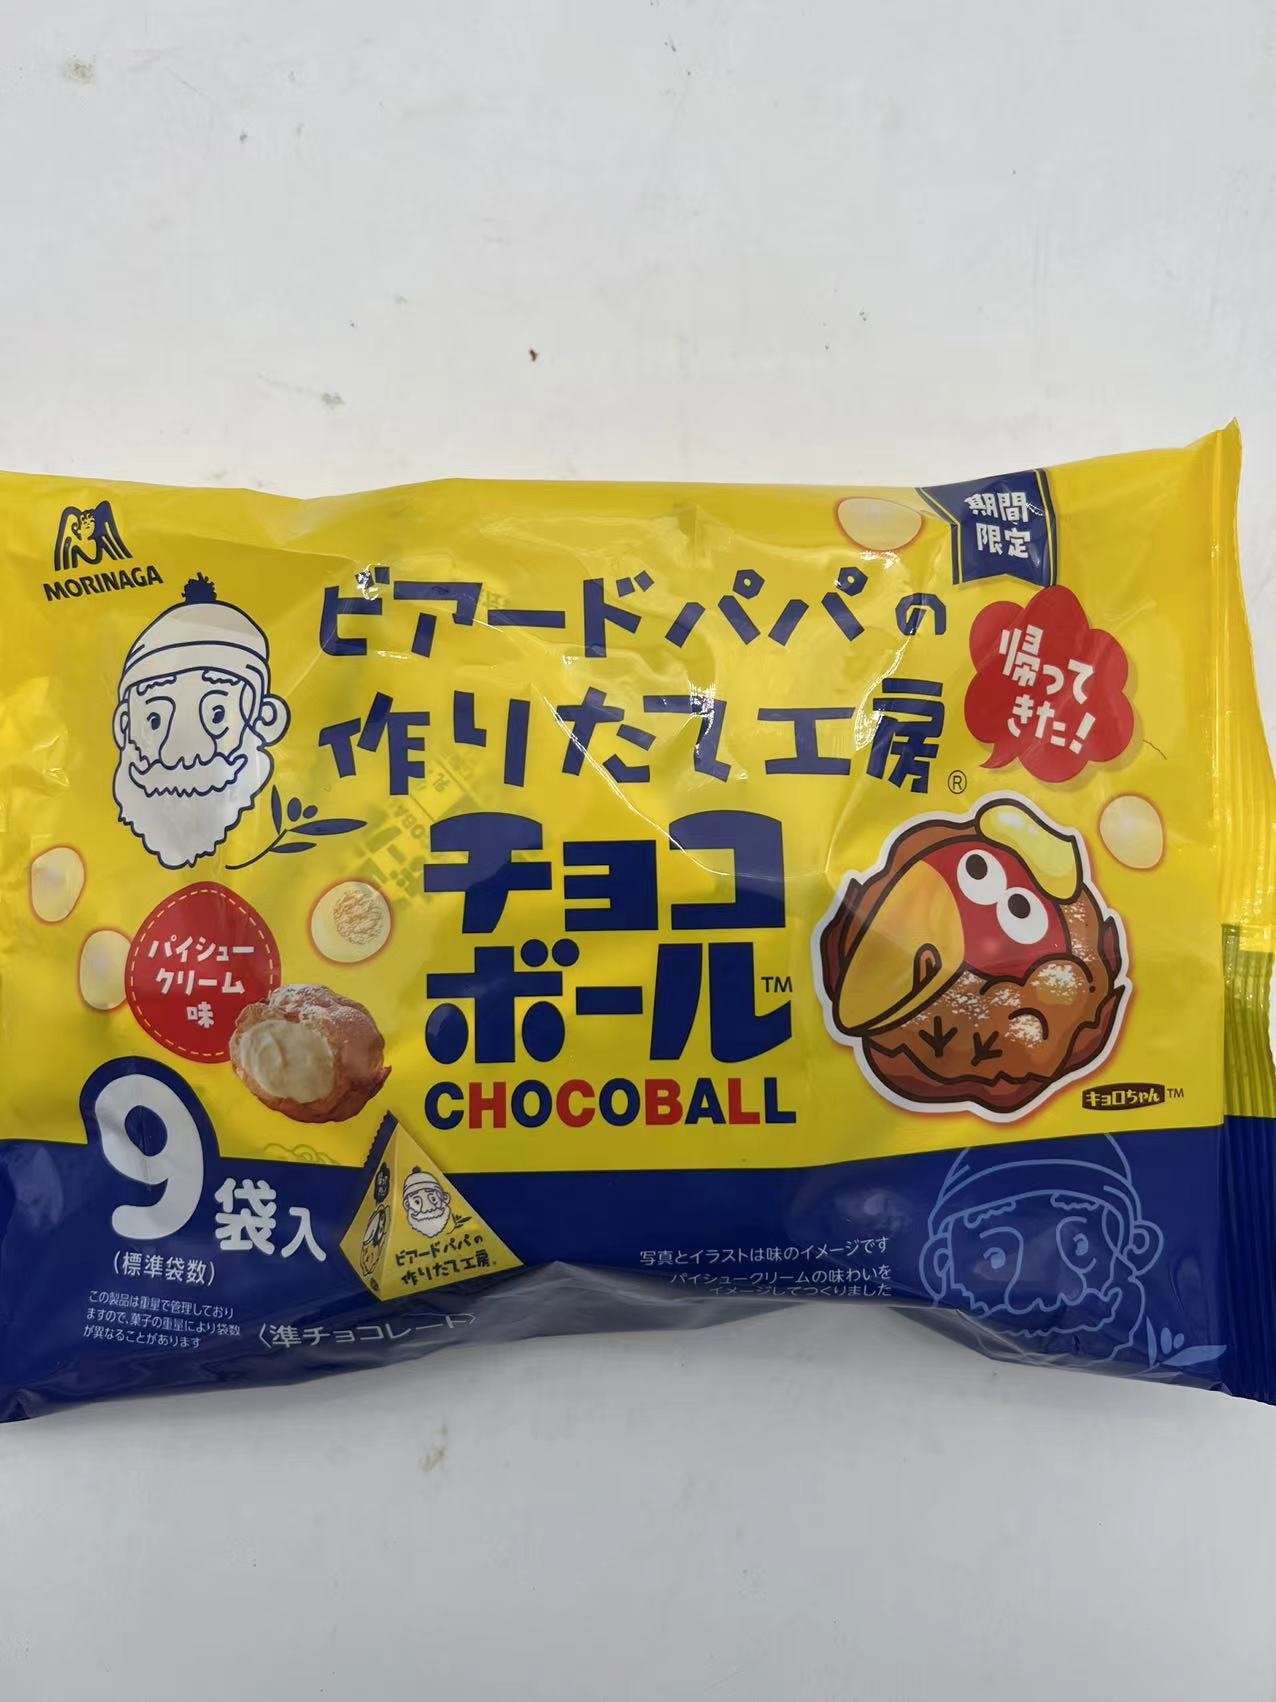 MORINAGA
期間
限定
ビアードパパの
作りたて工房®
帰って
きた!
チョコ
ボール™
CHOCOBALL
パイシュー
クリーム
味
キョロちゃん™
9袋入
(標準袋数)
この製品は重量で管理しており
ますので、菓子の重量により袋数
が異なることがあります
〈準チョコレート〉
ビアードパパの
作りたて工房®
写真とイラストは味のイメージです
パイシュークリームの味わいを
イメージしてつくりました